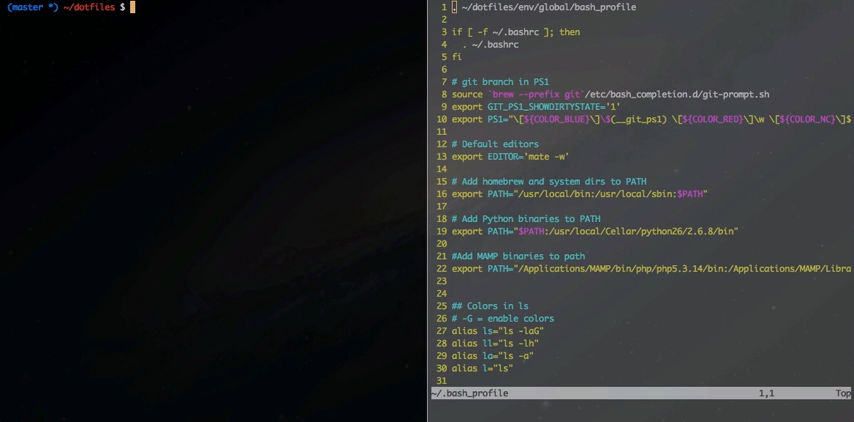 (master *) ~/dotfiles $
1 . ~/dotfiles/env/global/bash_profile
2
3 if [ -f ~/.bashrc ]; then
4   . ~/.bashrc
5 fi
6
7 # git branch in PS1
8 source `brew --prefix git`/etc/bash_completion.d/git-prompt.sh
9 export GIT_PS1_SHOWDIRTYSTATE='1'
10 export PS1="\[${COLOR_BLUE}\]\$(__git_ps1) \[${COLOR_RED}\]\w \[${COLOR_NC}\]$
11
12 # Default editors
13 export EDITOR='mate -w'
14
15 # Add homebrew and system dirs to PATH
16 export PATH="/usr/local/bin:/usr/local/sbin:$PATH"
17
18 # Add Python binaries to PATH
19 export PATH="$PATH:/usr/local/Cellar/python26/2.6.8/bin"
20
21 #Add MAMP binaries to path
22 export PATH="/Applications/MAMP/bin/php/php5.3.14/bin:/Applications/MAMP/Libra
23
24
25 ## Colors in ls
26 # -G = enable colors
27 alias ls="ls -laG"
28 alias ll="ls -lh"
29 alias la="ls -a"
30 alias l="ls"
31
~/.bash_profile 1,1 Top